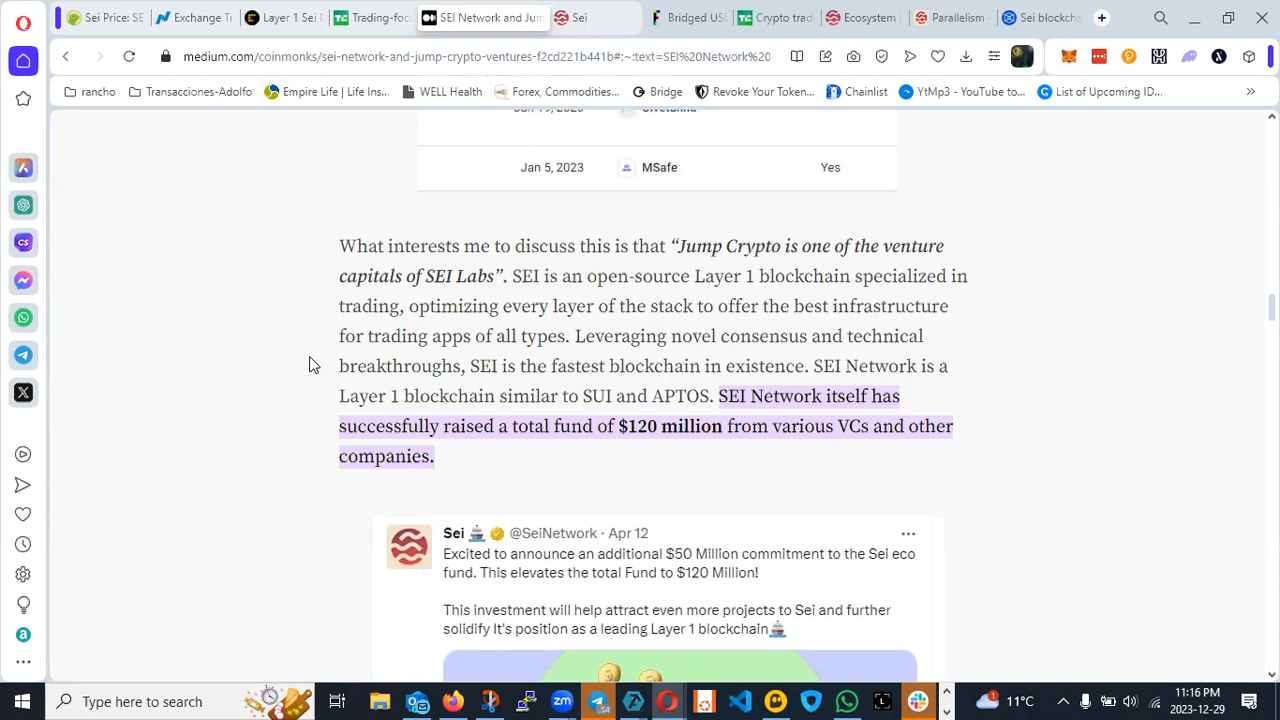 Sei Price: SE
Exchange Tr
Layer 1 Sei
Trading-foc
SEI Network and Jum
Sei
Bridged US
Crypto trad
Ecosystem
Parallelism
Sei blockcha
medium.com/coinmonks/sei-network-and-jump-crypto-ventures-f2cd221b441b#:~:text=SEI%20Network%20
rancho
Transacciones-Adolfo
Empire Life | Life Ins...
WELL Health
Forex, Commodities...
Bridge
Revoke Your Token...
Chainlist
YtMp3 - YouTube to...
List of Upcoming ID...
Jan 5, 2023 MSafe Yes
What interests me to discuss this is that “Jump Crypto is one of the venture
capitals of SEI Labs”. SEI is an open-source Layer 1 blockchain specialized in
trading, optimizing every layer of the stack to offer the best infrastructure
for trading apps of all types. Leveraging novel consensus and technical
breakthroughs, SEI is the fastest blockchain in existence. SEI Network is a
Layer 1 blockchain similar to SUI and APTOS. SEI Network itself has
successfully raised a total fund of $120 million from various VCs and other
companies.
Sei @SeiNetwork · Apr 12
Excited to announce an additional $50 Million commitment to the Sei eco
fund. This elevates the total Fund to $120 Million!
This investment will help attract even more projects to Sei and further
solidify It's position as a leading Layer 1 blockchain
Type here to search
11°C
11:16 PM
2023-12-29